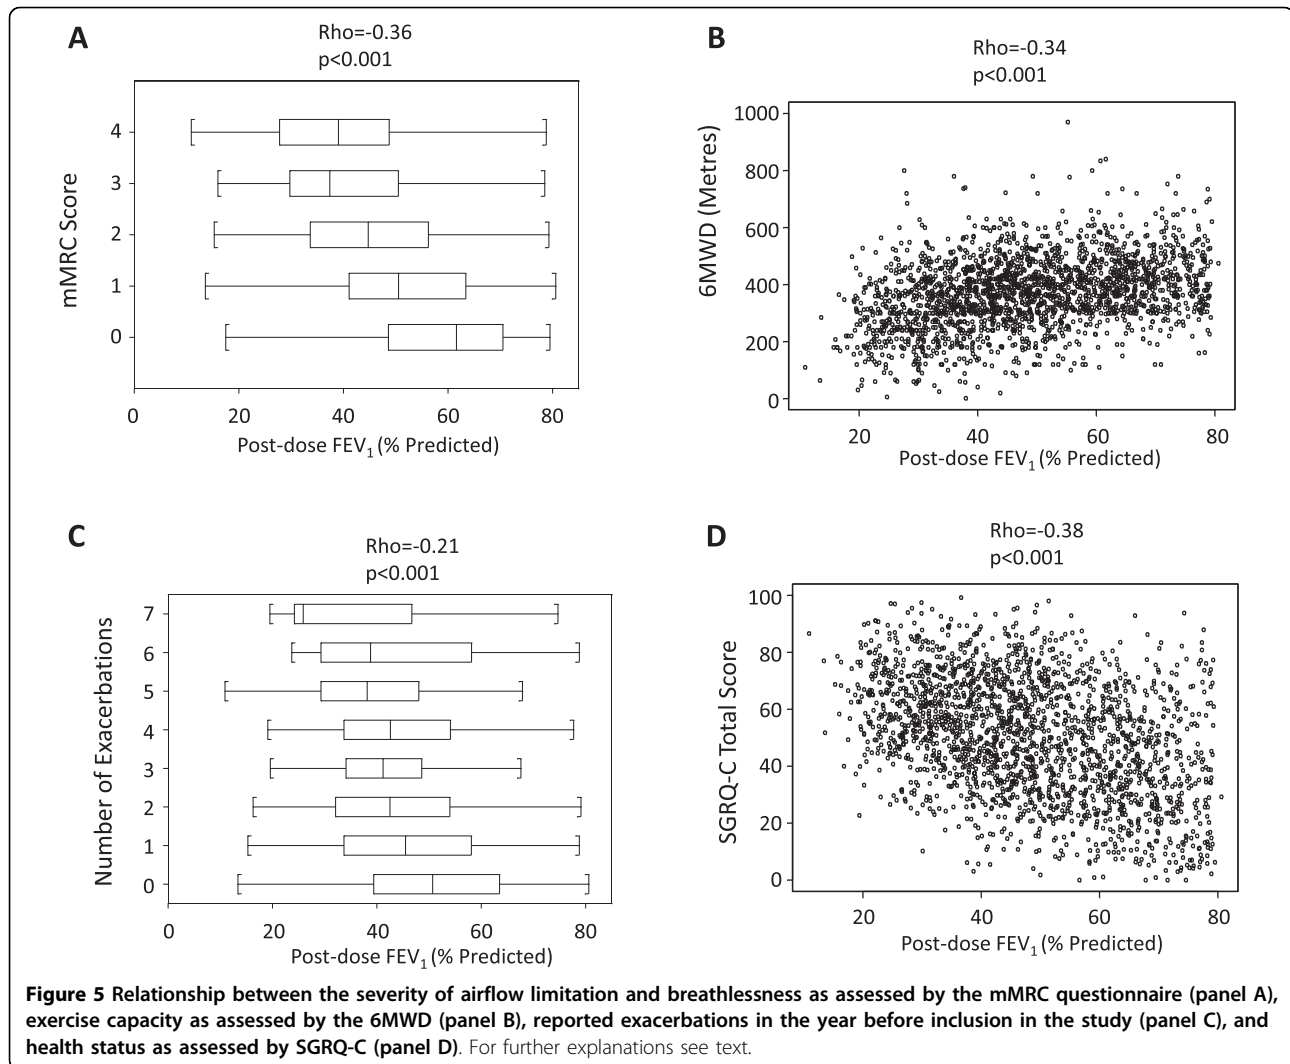 A
Rho=-0.36
p<0.001
mMRC Score
4
3
2
1
0
0 20 40 60 80
Post-dose FEV1 (% Predicted)
B
Rho=-0.34
p<0.001
6MWD (Metres)
1000
800
600
400
200
0
20 40 60 80
Post-dose FEV1 (% Predicted)
C
Rho=-0.21
p<0.001
Number of Exacerbations
7
6
5
4
3
2
1
0
0 20 40 60 80
Post-dose FEV1 (% Predicted)
D
Rho=-0.38
p<0.001
SGRQ-C Total Score
100
80
60
40
20
0
20 40 60 80
Post-dose FEV1 (% Predicted)
Figure 5 Relationship between the severity of airflow limitation and breathlessness as assessed by the mMRC questionnaire (panel A),
exercise capacity as assessed by the 6MWD (panel B), reported exacerbations in the year before inclusion in the study (panel C), and
health status as assessed by SGRQ-C (panel D). For further explanations see text.